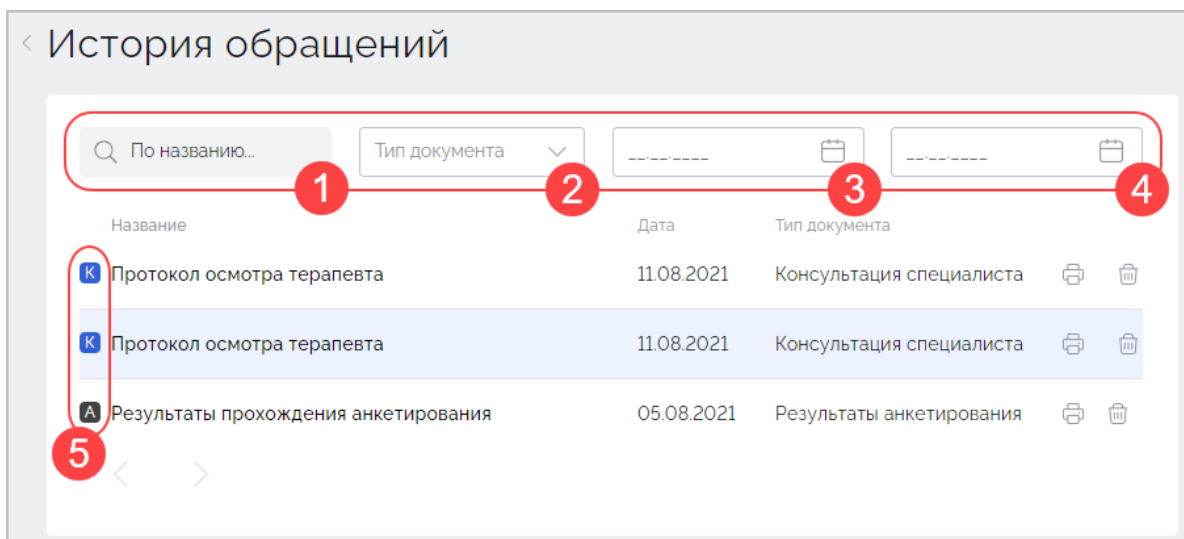 История обращений
По названию... Тип документа __.__.____ __.__.____
1 2 3 4
Название Дата Тип документа
К Протокол осмотра терапевта 11.08.2021 Консультация специалиста
К Протокол осмотра терапевта 11.08.2021 Консультация специалиста
А Результаты прохождения анкетирования 05.08.2021 Результаты анкетирования
5